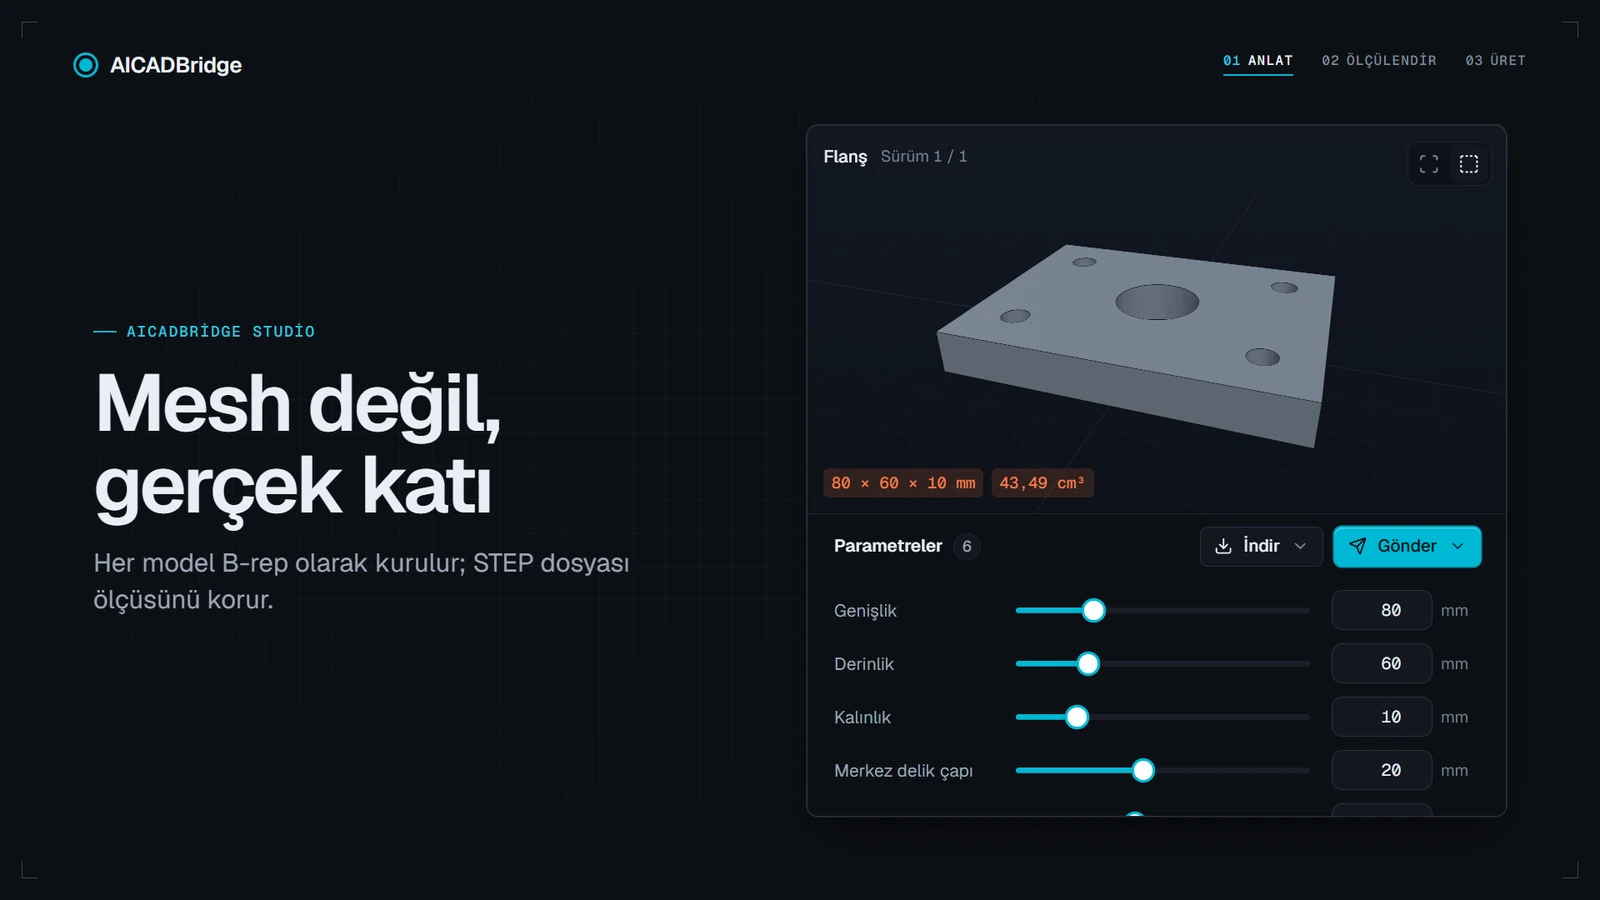 AICADBridge
01 ANLAT
02 ÖLÇÜLENDİR
03 ÜRET
AICADBRİDGE STUDİO
Mesh değil,
gerçek katı
Her model B-rep olarak kurulur; STEP dosyası
ölçüsünü korur.
Flanş Sürüm 1 / 1
80 × 60 × 10 mm 43,49 cm³
Parametreler 6 İndir Gönder
Genişlik 80 mm
Derinlik 60 mm
Kalınlık 10 mm
Merkez delik çapı 20 mm